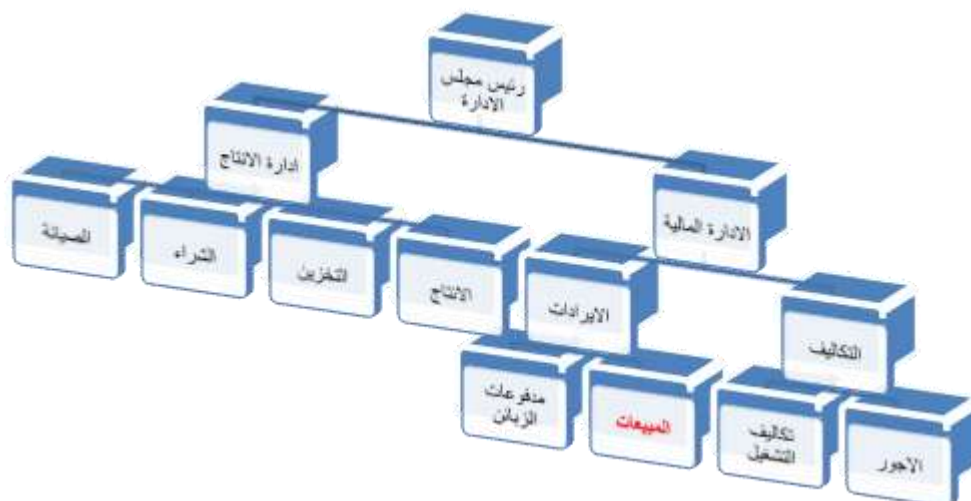 رئيس مجلس
الادارة
ادارة الانتاج
الادارة المالية
الصيانة
الشراء
التخزين
الانتاج
الايرادات
التكاليف
مدفوعات
الزبائن
المبيعات
تكاليف
التشغيل
الاجور